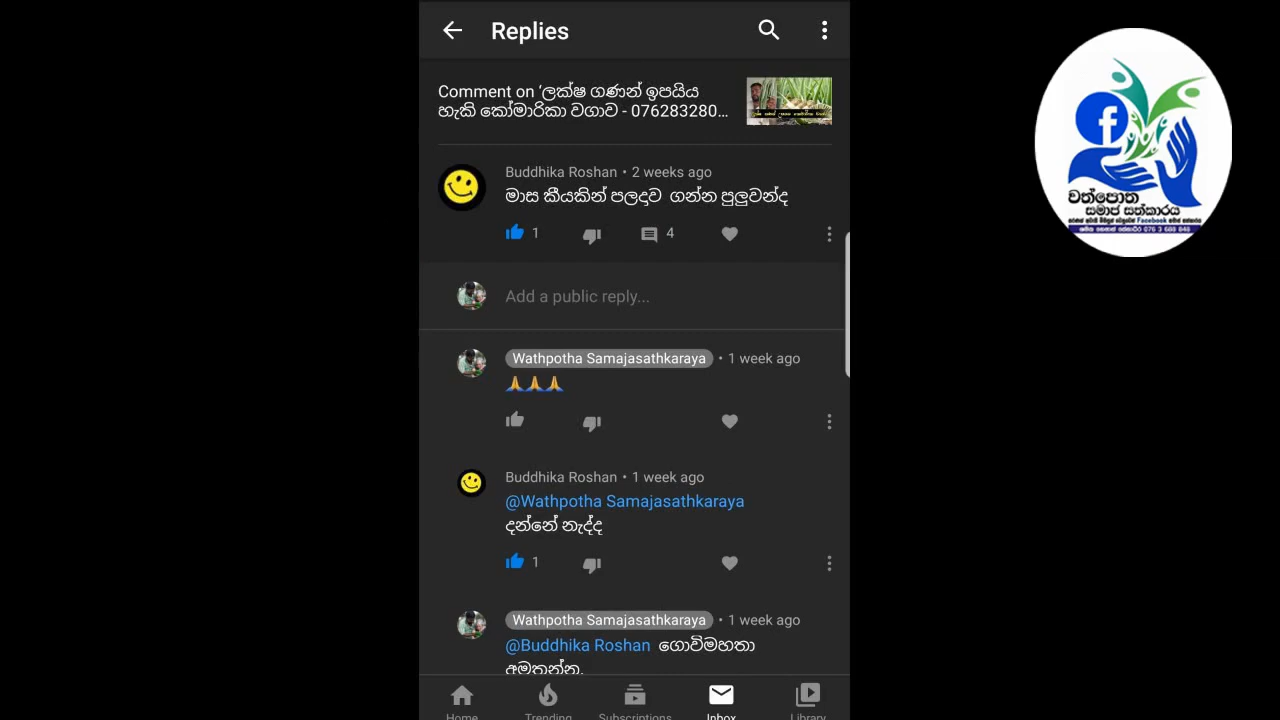 Replies
Comment on ‘ලක්ෂ ගණන් ඉපයිය
හැකි කෝමාරිකා වගාව - 076283280...
Buddhika Roshan • 2 weeks ago
මාස කීයකින් පලදාව ගන්න පුලුවන්ද
1
4
Add a public reply...
Wathpotha Samajasathkaraya • 1 week ago
🙏🙏🙏
Buddhika Roshan • 1 week ago
@Wathpotha Samajasathkaraya
දන්නේ නැද්ද
1
Wathpotha Samajasathkaraya • 1 week ago
@Buddhika Roshan ගොවිමහතා
අමතන්න.
Home
Trending
Subscriptions
Inbox
Library
වත්පොත
සමාජ සත්කාරය